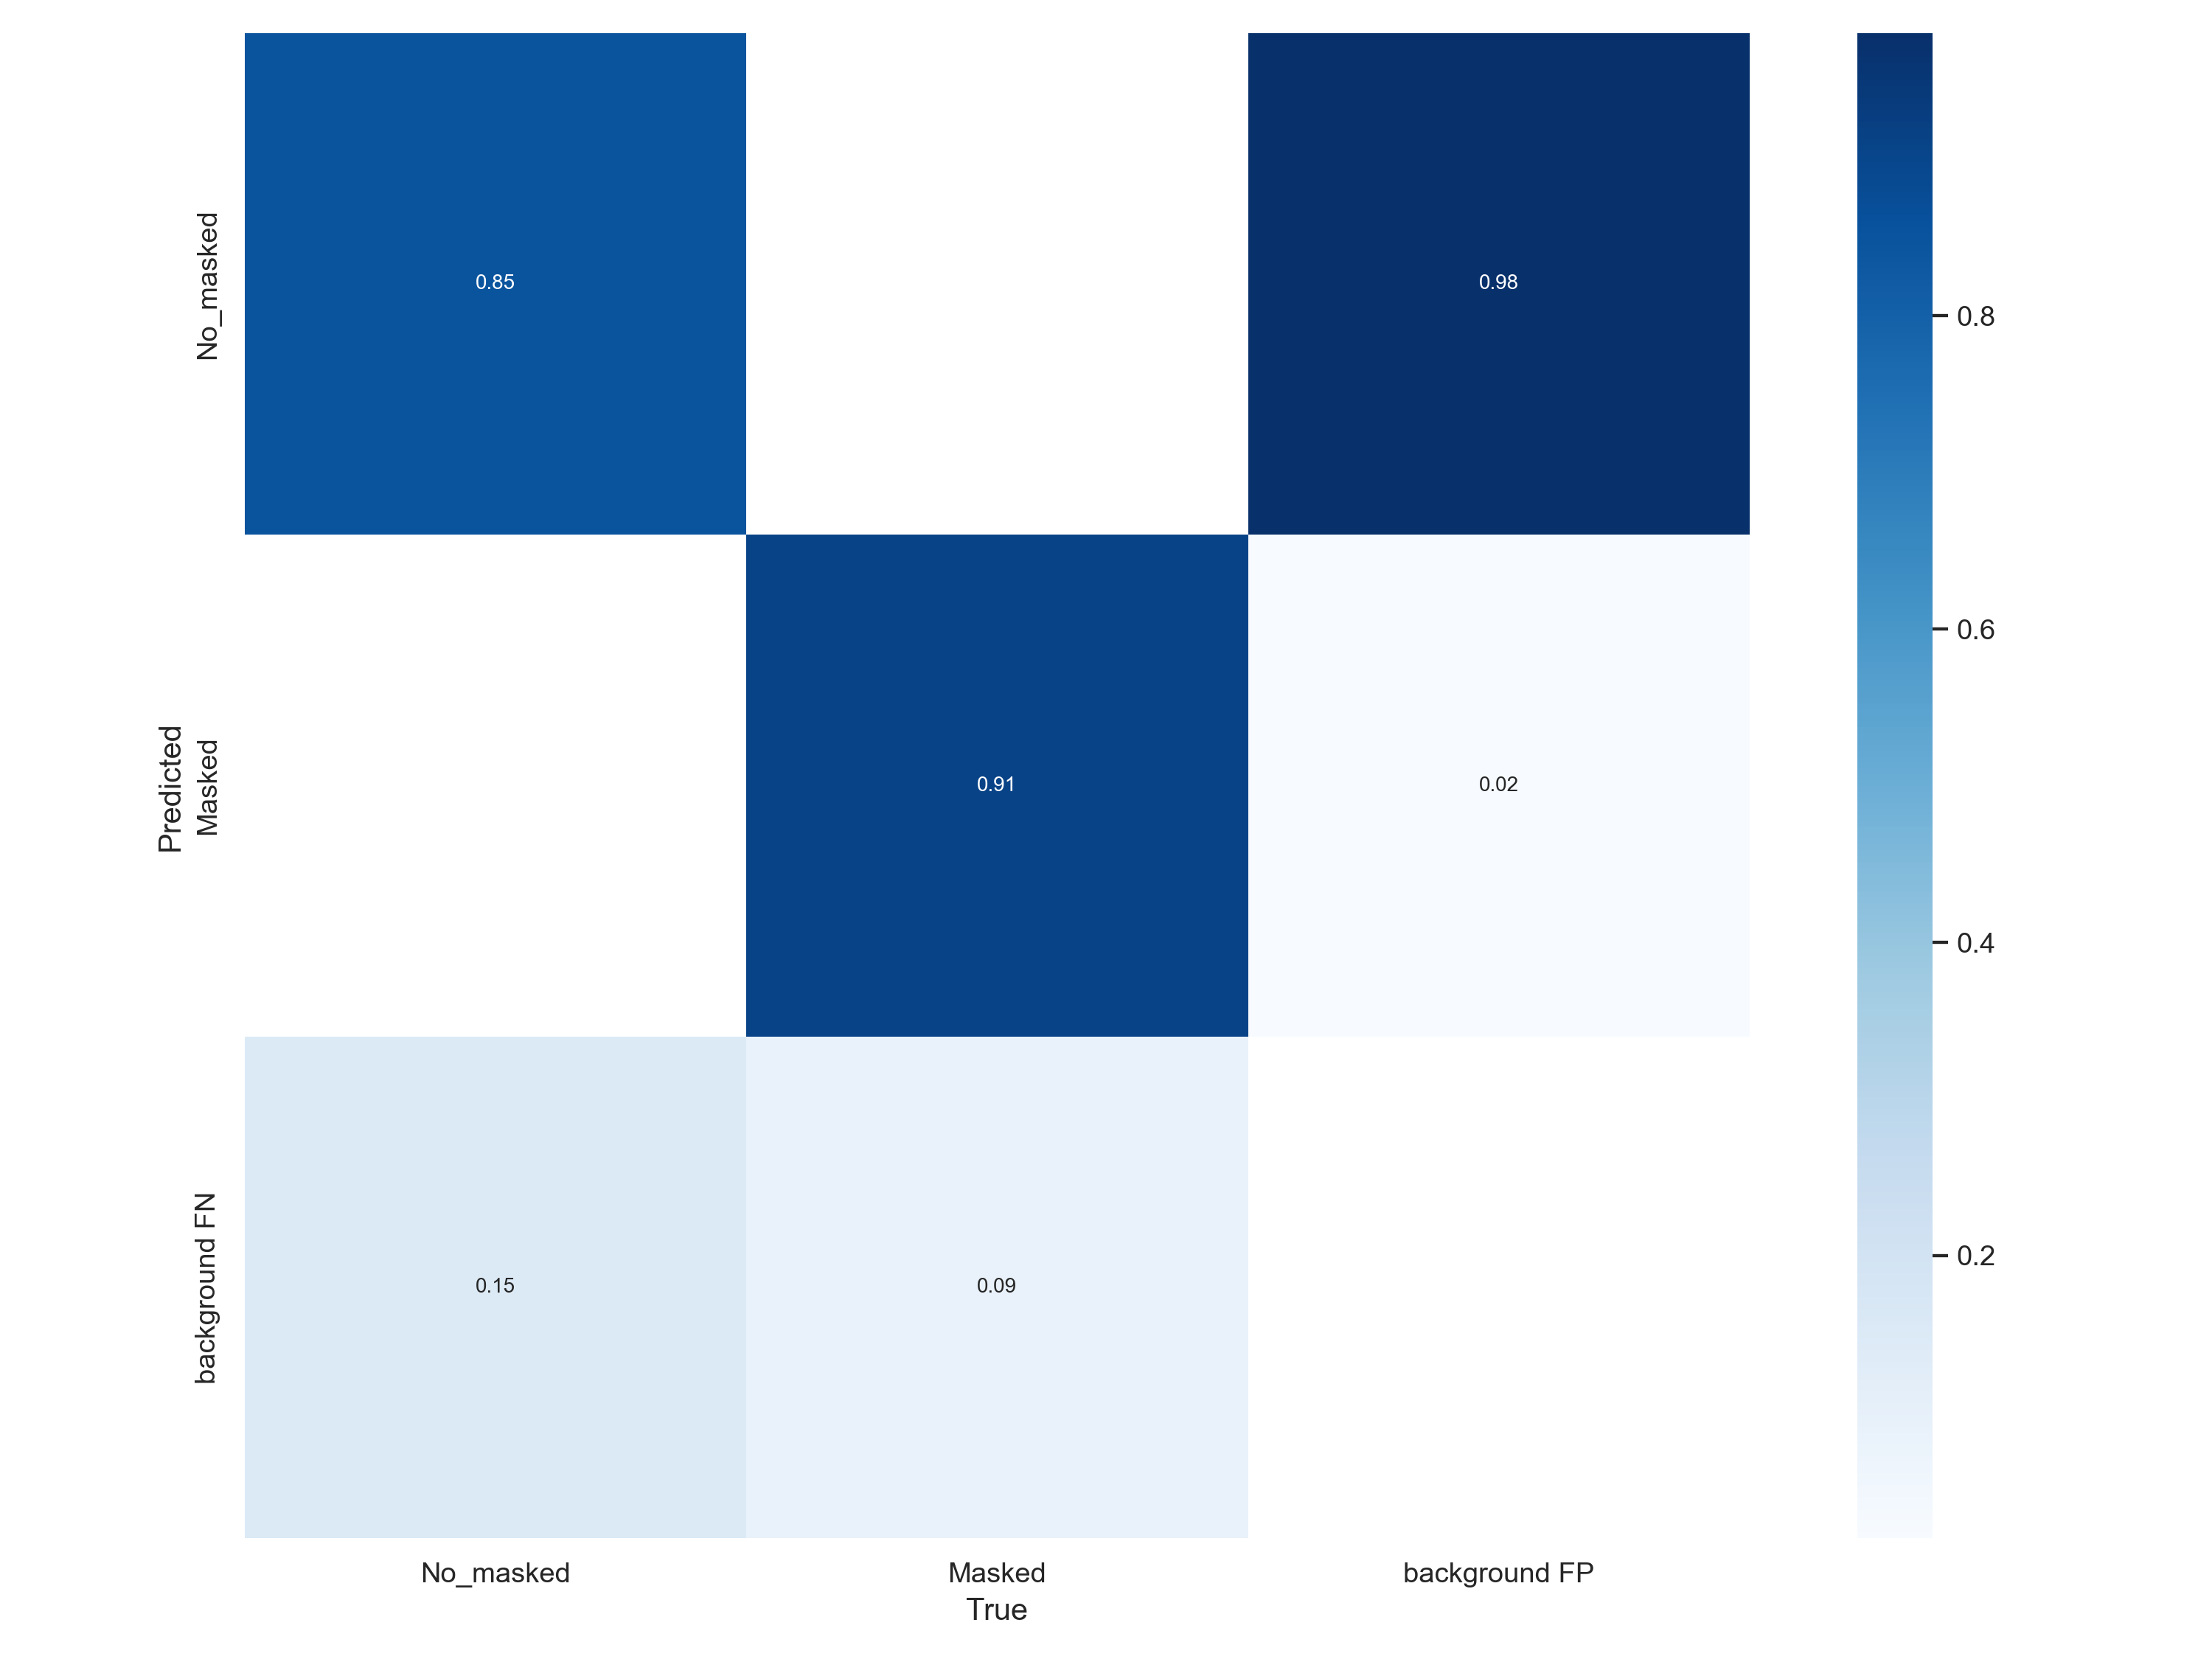 No_masked
0.85
0.98
0.8
0.6
Predicted
Masked
0.91
0.02
0.4
background FN
0.15
0.09
0.2
No_masked
Masked
background FP
True